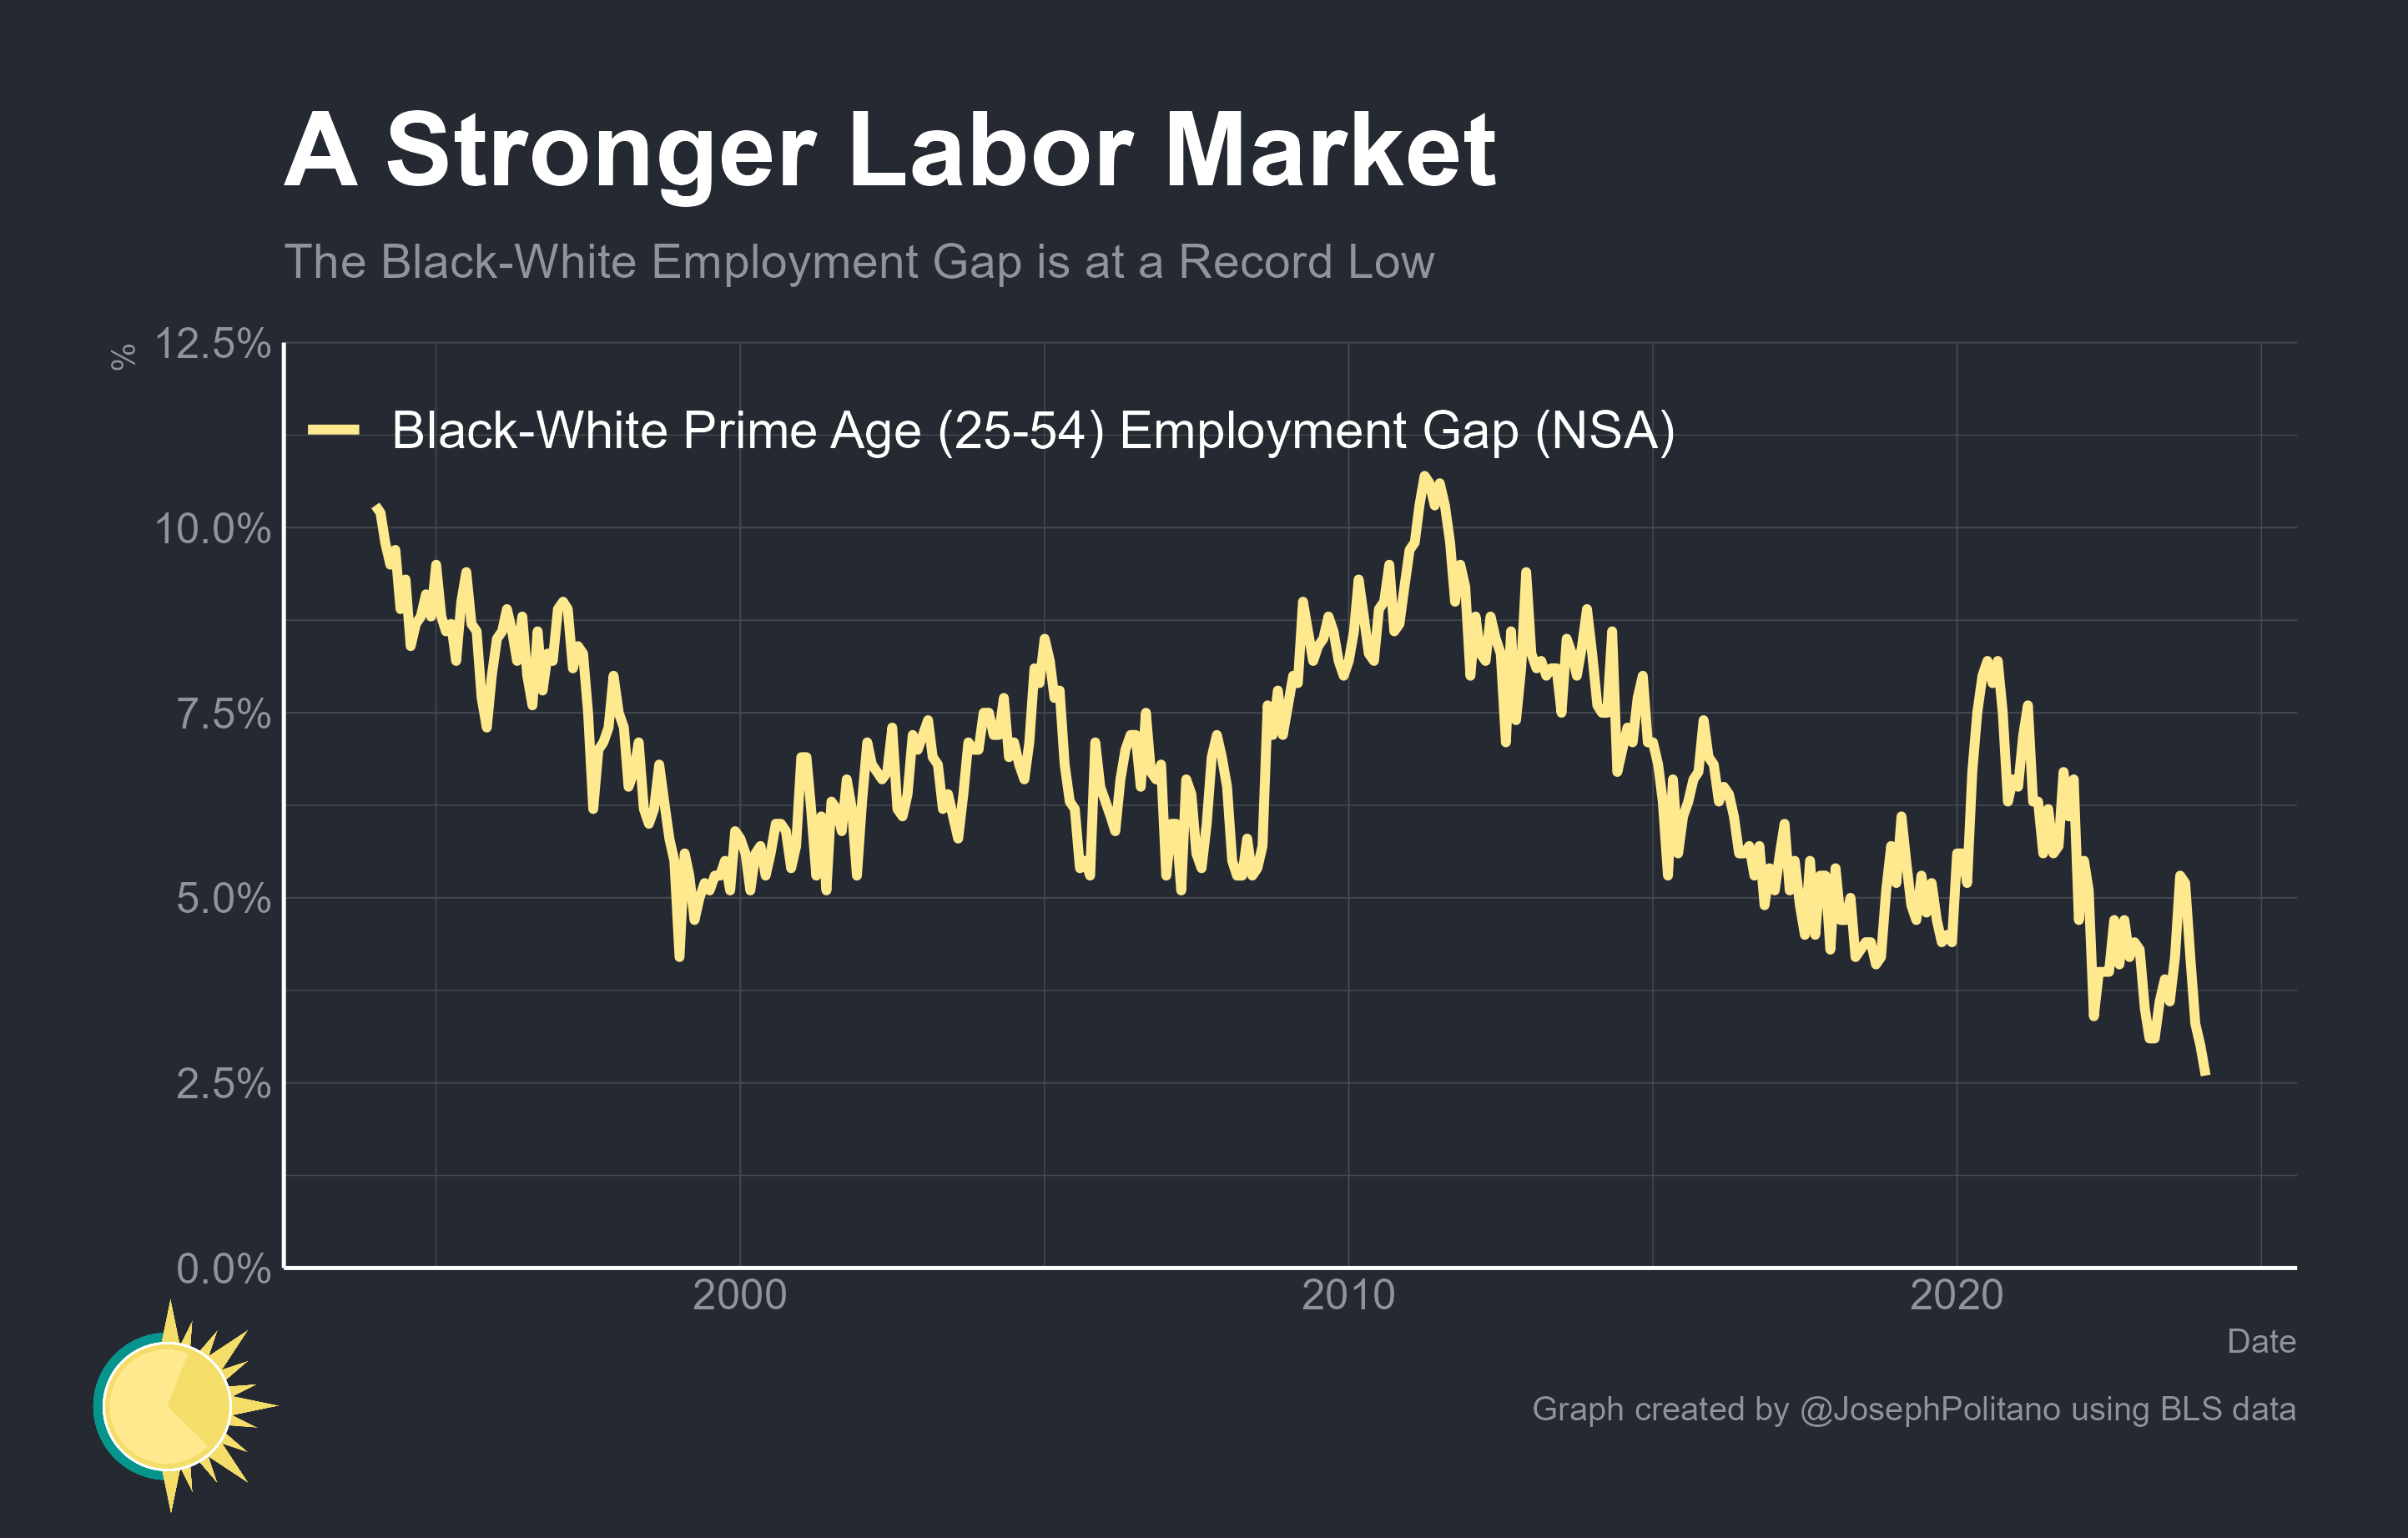 A Stronger Labor Market
The Black-White Employment Gap is at a Record Low
%
12.5%
Black-White Prime Age (25-54) Employment Gap (NSA)
10.0%
7.5%
5.0%
2.5%
0.0%
2000 2010 2020
Date
Graph created by @JosephPolitano using BLS data